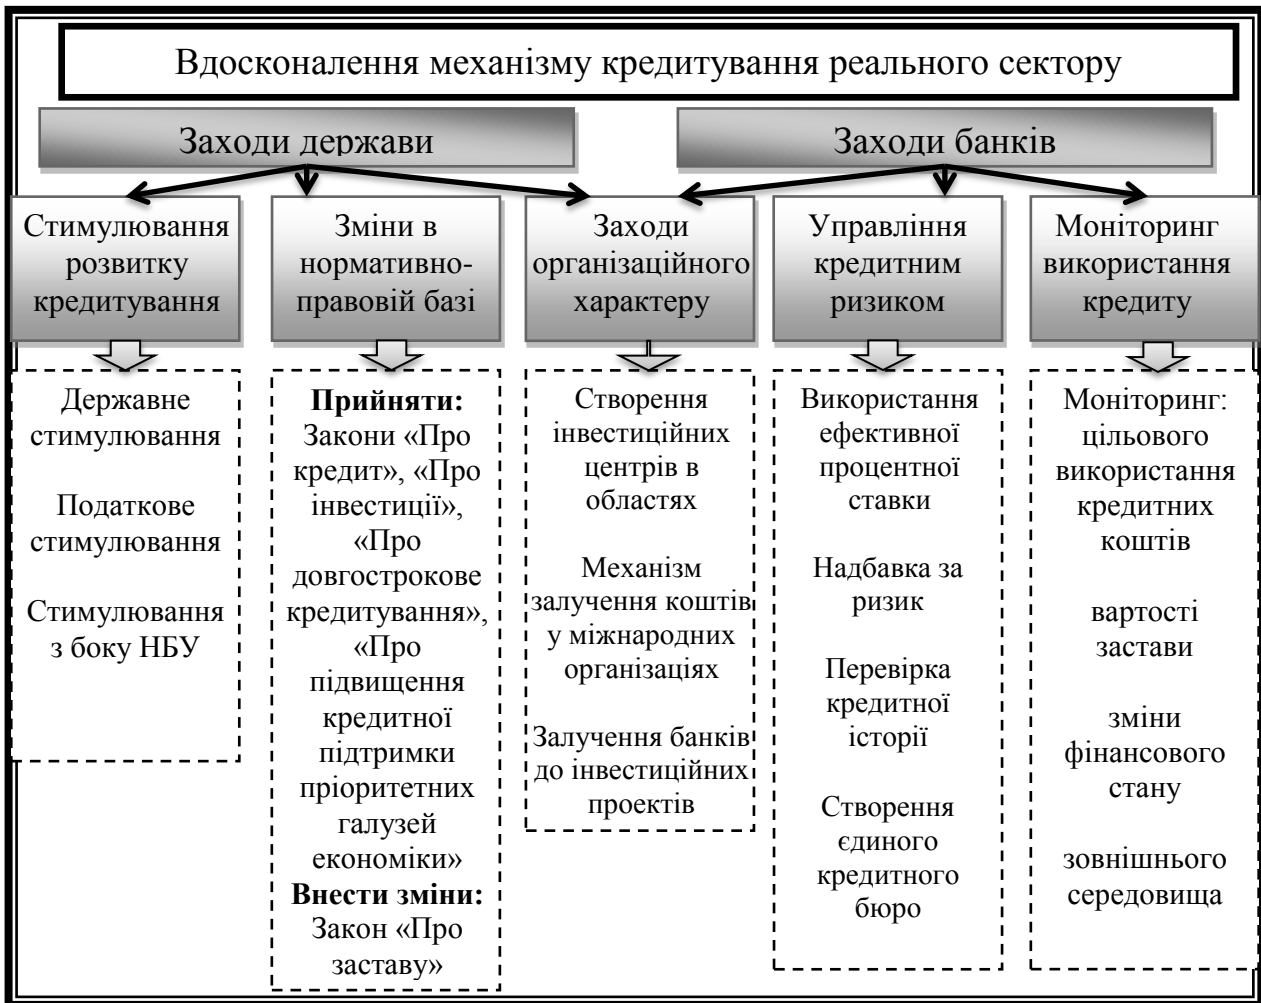 Вдосконалення механізму кредитування реального сектору
Заходи держави
Заходи банків
Стимулювання
розвитку
кредитування
Зміни в
нормативно-
правовій базі
Заходи
організаційного
характеру
Управління
кредитним
ризиком
Моніторинг
використання
кредиту
Державне
стимулювання
Податкове
стимулювання
Стимулювання
з боку НБУ
Прийняти:
Закони «Про
кредит», «Про
інвестиції»,
«Про
довгострокове
кредитування»,
«Про
підвищення
кредитної
підтримки
пріоритетних
галузей
економіки»
Внести зміни:
Закон «Про
заставу»
Створення
інвестиційних
центрів в
областях
Механізм
залучення коштів
у міжнародних
організаціях
Залучення банків
до інвестиційних
проектів
Використання
ефективної
процентної
ставки
Надбавка за
ризик
Перевірка
кредитної
історії
Створення
єдиного
кредитного
бюро
Моніторинг:
цільового
використання
кредитних
коштів
вартості
застави
зміни
фінансового
стану
зовнішнього
середовища